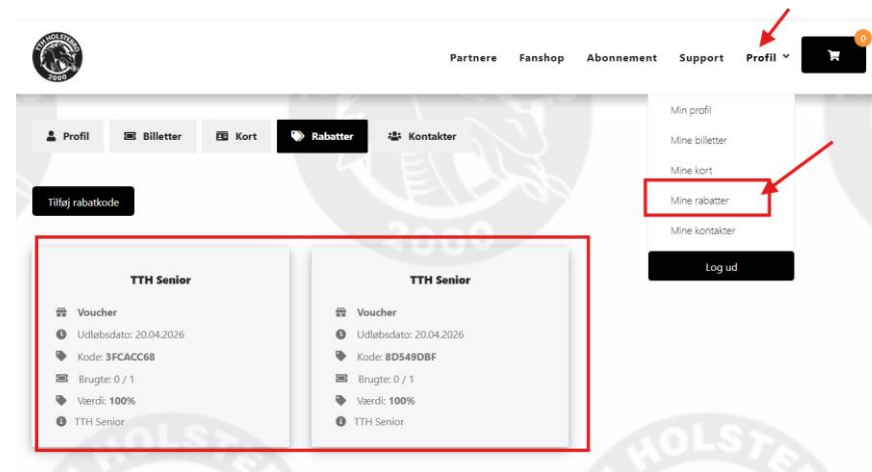 TTH HOLSTEBRO
2000
Partnere Fanshop Abonnement Support Profil
0
Min profil
Mine billetter
Mine kort
Mine rabatter
Mine kontakter
Log ud
Profil Billetter Kort Rabatter Kontakter
Tilføj rabatkode
2000
TTH Senior
Voucher
Udløbsdato: 20.04.2026
Kode: 3FCACC68
Brugte: 0 / 1
Værdi: 100%
TTH Senior
TTH Senior
Voucher
Udløbsdato: 20.04.2026
Kode: 8D549DBF
Brugte: 0 / 1
Værdi: 100%
TTH Senior